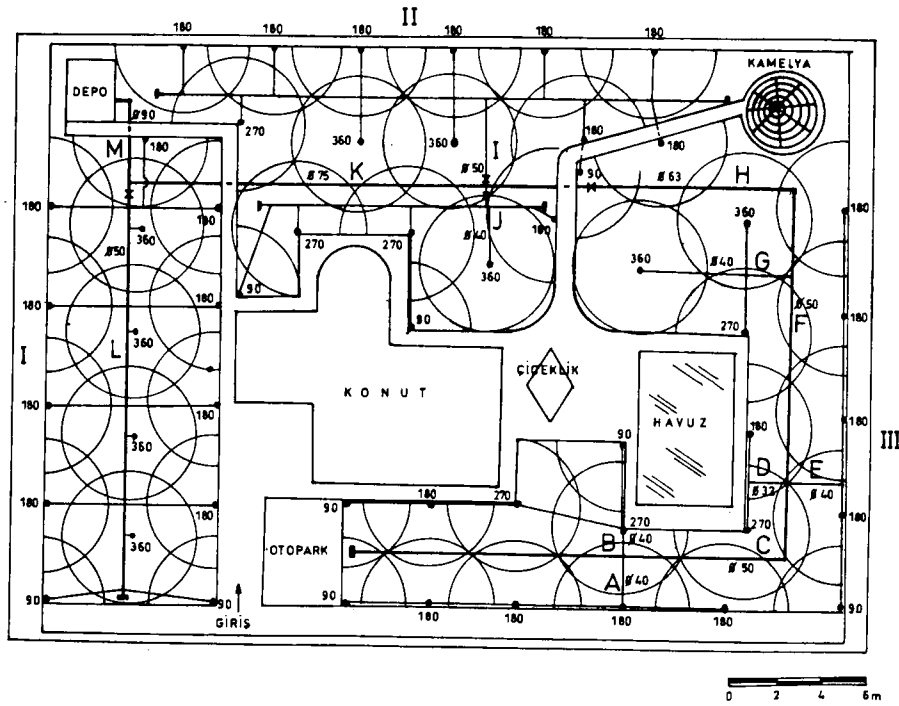 II
180 180 180 180 180 180
KAMELYA
DEPO
Ø90
270
M
180
360 360
I
180
180
K
Ø75
Ø50
90
Ø63
H
180
180
360
Ø50
J
Ø40
180
360
270 270
360
360
Ø40
G
90
180
180
Ø50
F
180
270
90
I
L
360
ÇİÇEKLİK
KONUT
HAVUZ
180
180
90
180
180
III
360
D
E
Ø32
Ø40
180
180
90
180
270
180
270
B
Ø40
270
C
OTOPARK
360
A
Ø40
Ø50
90
90
90
180
180
180
180
90
GİRİŞ
0 2 4 6m